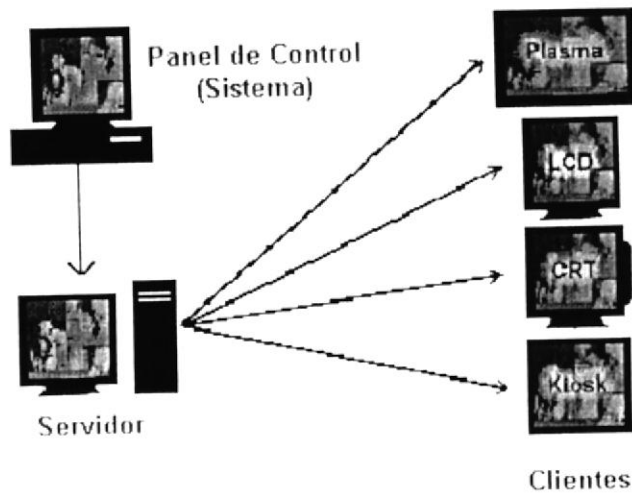 Panel de Control
(Sistema)
Plasma
LCD
CRT
Kiosk
Servidor
Clientes